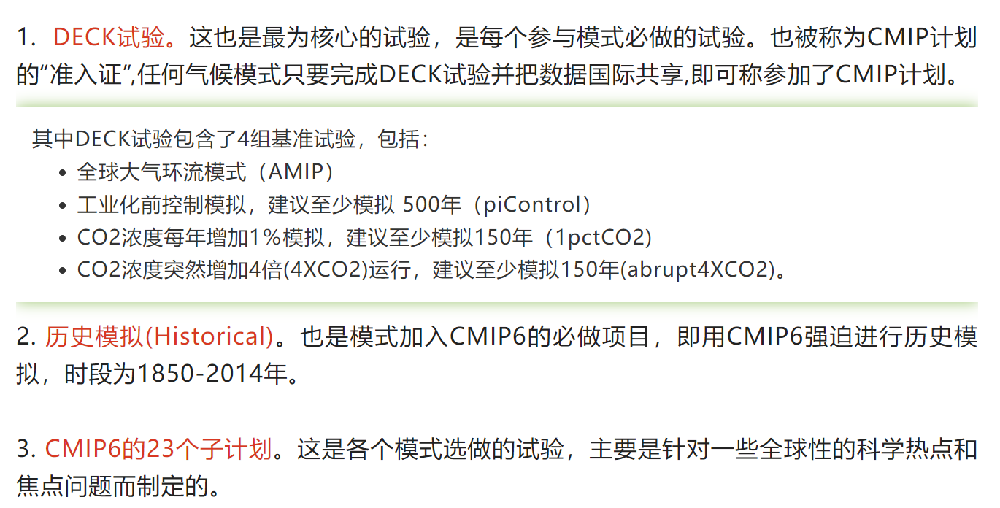 1. DECK试验。这也是最为核心的试验，是每个参与模式必做的试验。也被称为CMIP计划
的“准入证”,任何气候模式只要完成DECK试验并把数据国际共享,即可称参加了CMIP计划。
其中DECK试验包含了4组基准试验，包括：
• 全球大气环流模式（AMIP）
• 工业化前控制模拟，建议至少模拟 500年（piControl）
• CO2浓度每年增加1％模拟，建议至少模拟150年（1pctCO2)
• CO2浓度突然增加4倍(4XCO2)运行，建议至少模拟150年(abrupt4XCO2)。
2. 历史模拟(Historical)。也是模式加入CMIP6的必做项目，即用CMIP6强迫进行历史模
拟，时段为1850-2014年。
3. CMIP6的23个子计划。这是各个模式选做的试验，主要是针对一些全球性的科学热点和
焦点问题而制定的。